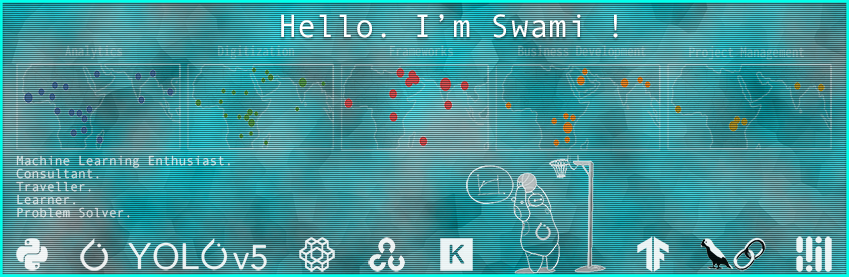 Hello. I'm Swami !
Analytics
Digitization
Frameworks
Business Development
Project Management
Machine Learning Enthusiast.
Consultant.
Traveller.
Learner.
Problem Solver.
YOLOv5
K